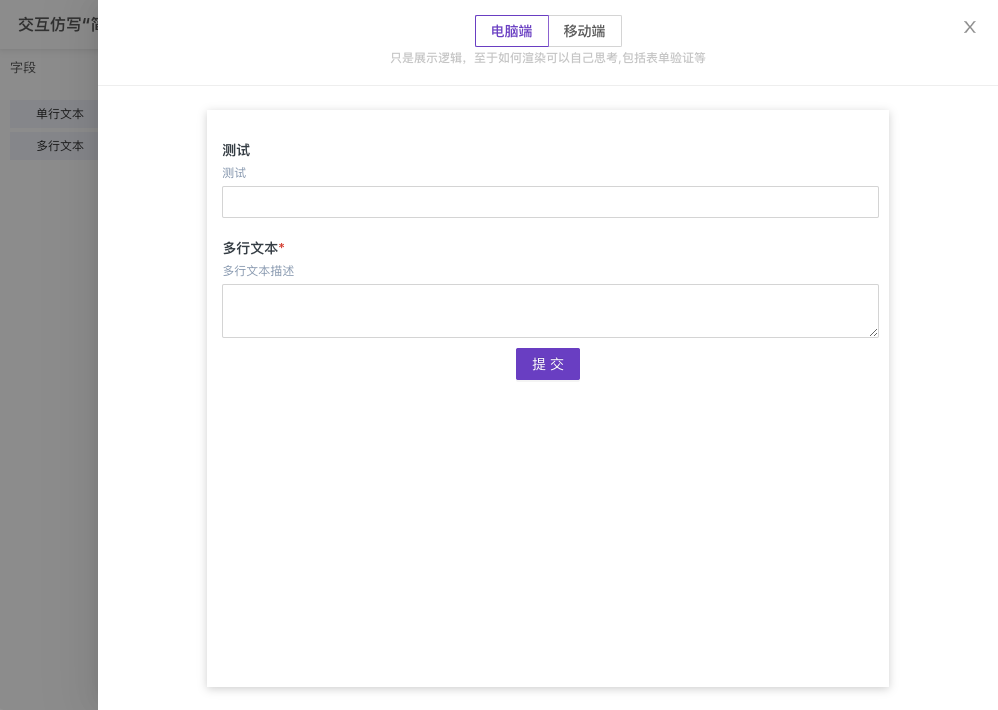 交互仿写“简
字段
单行文本
多行文本
电脑端 移动端
只是展示逻辑，至于如何渲染可以自己思考,包括表单验证等
测试
测试
多行文本*
多行文本描述
提 交